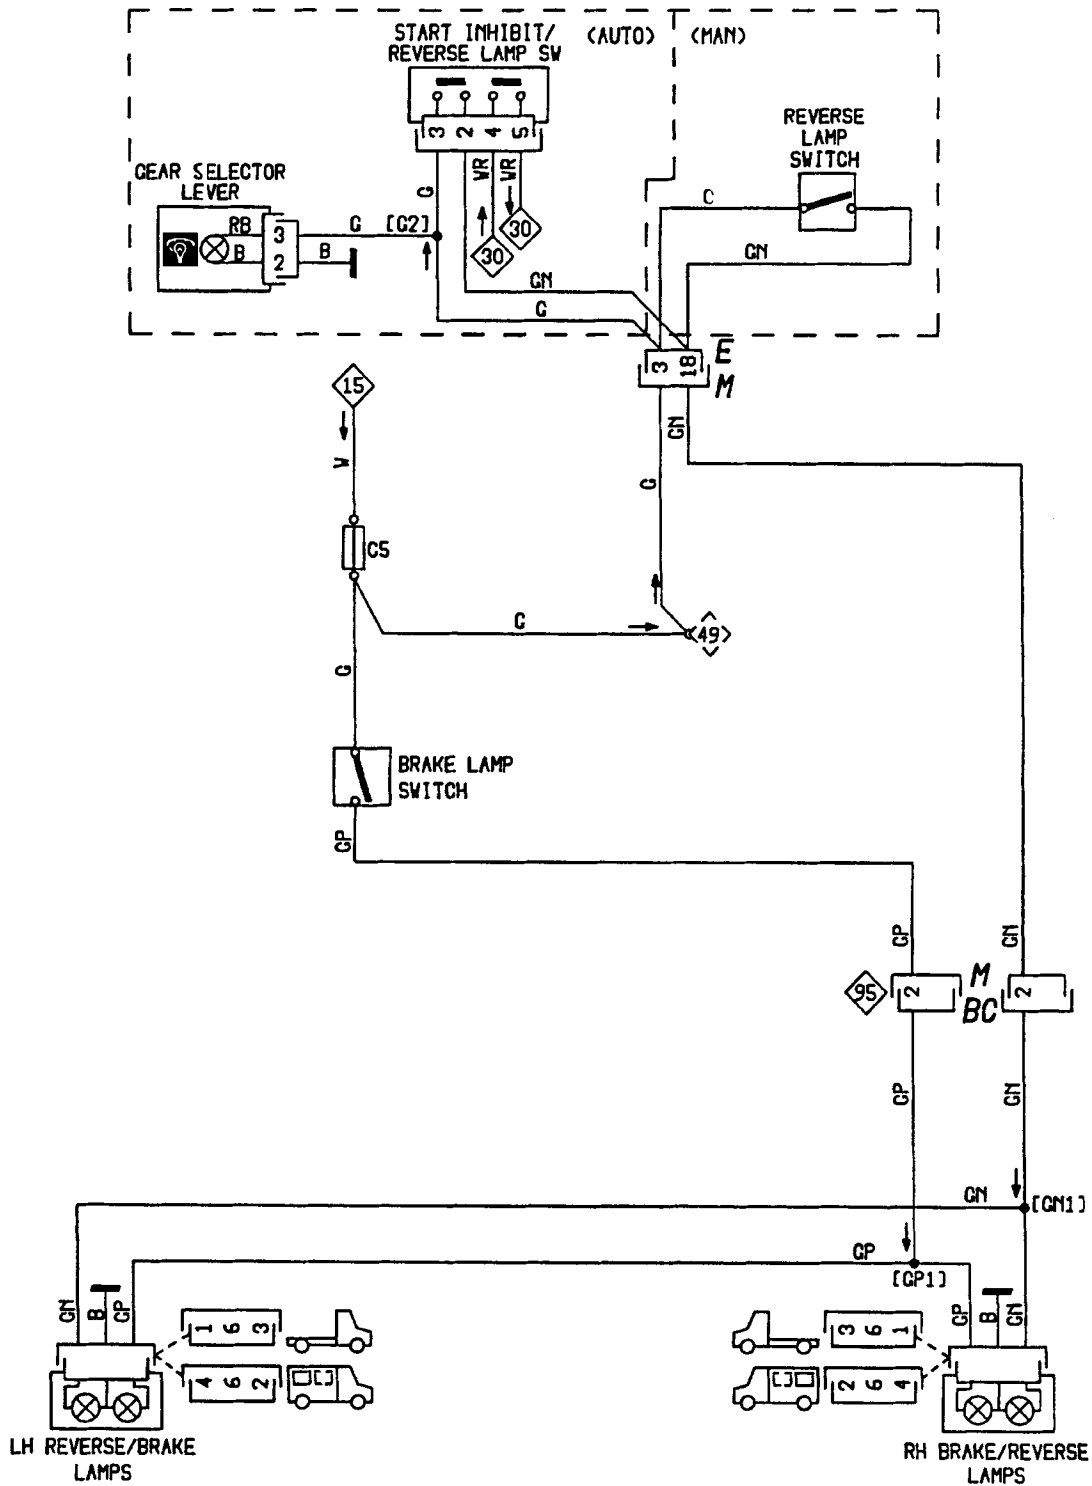 START INHIBIT/
REVERSE LAMP SW
(AUTO)
(MAN)
3 2 4 5
REVERSE
LAMP
SWITCH
GEAR SELECTOR
LEVER
G
WR
WR
RB
3
G
[G2]
30
30
G
B
2
B
GN
GN
G
3 18
E
M
15
GN
W
G
C5
G
49
G
BRAKE LAMP
SWITCH
GP
GP
GN
95
2
M
BC
2
GP
GN
GN
[GN1]
GP
[GP1]
GN
B
GP
1 6 3
4 6 2
3 6 1
2 6 4
GP
B
GN
LH REVERSE/BRAKE
LAMPS
RH BRAKE/REVERSE
LAMPS